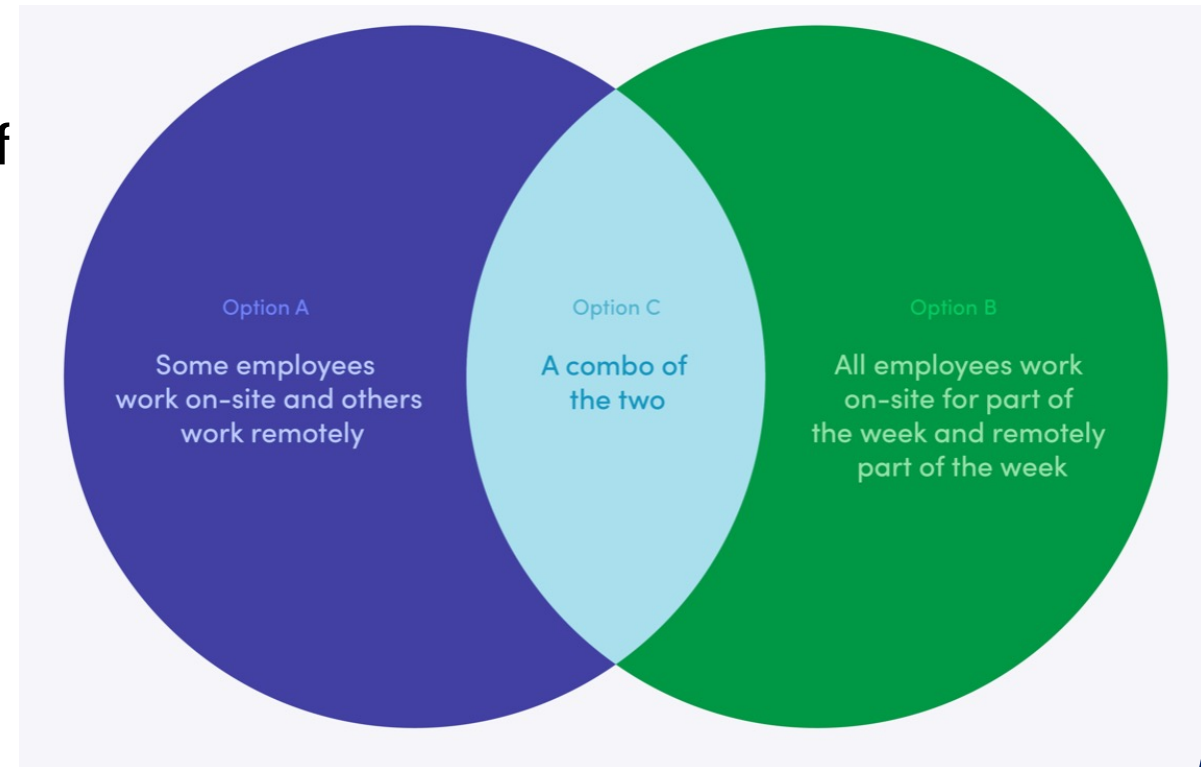 f
Option A
Some employees
work on-site and others
work remotely
Option C
A combo of
the two
Option B
All employees work
on-site for part of
the week and remotely
part of the week